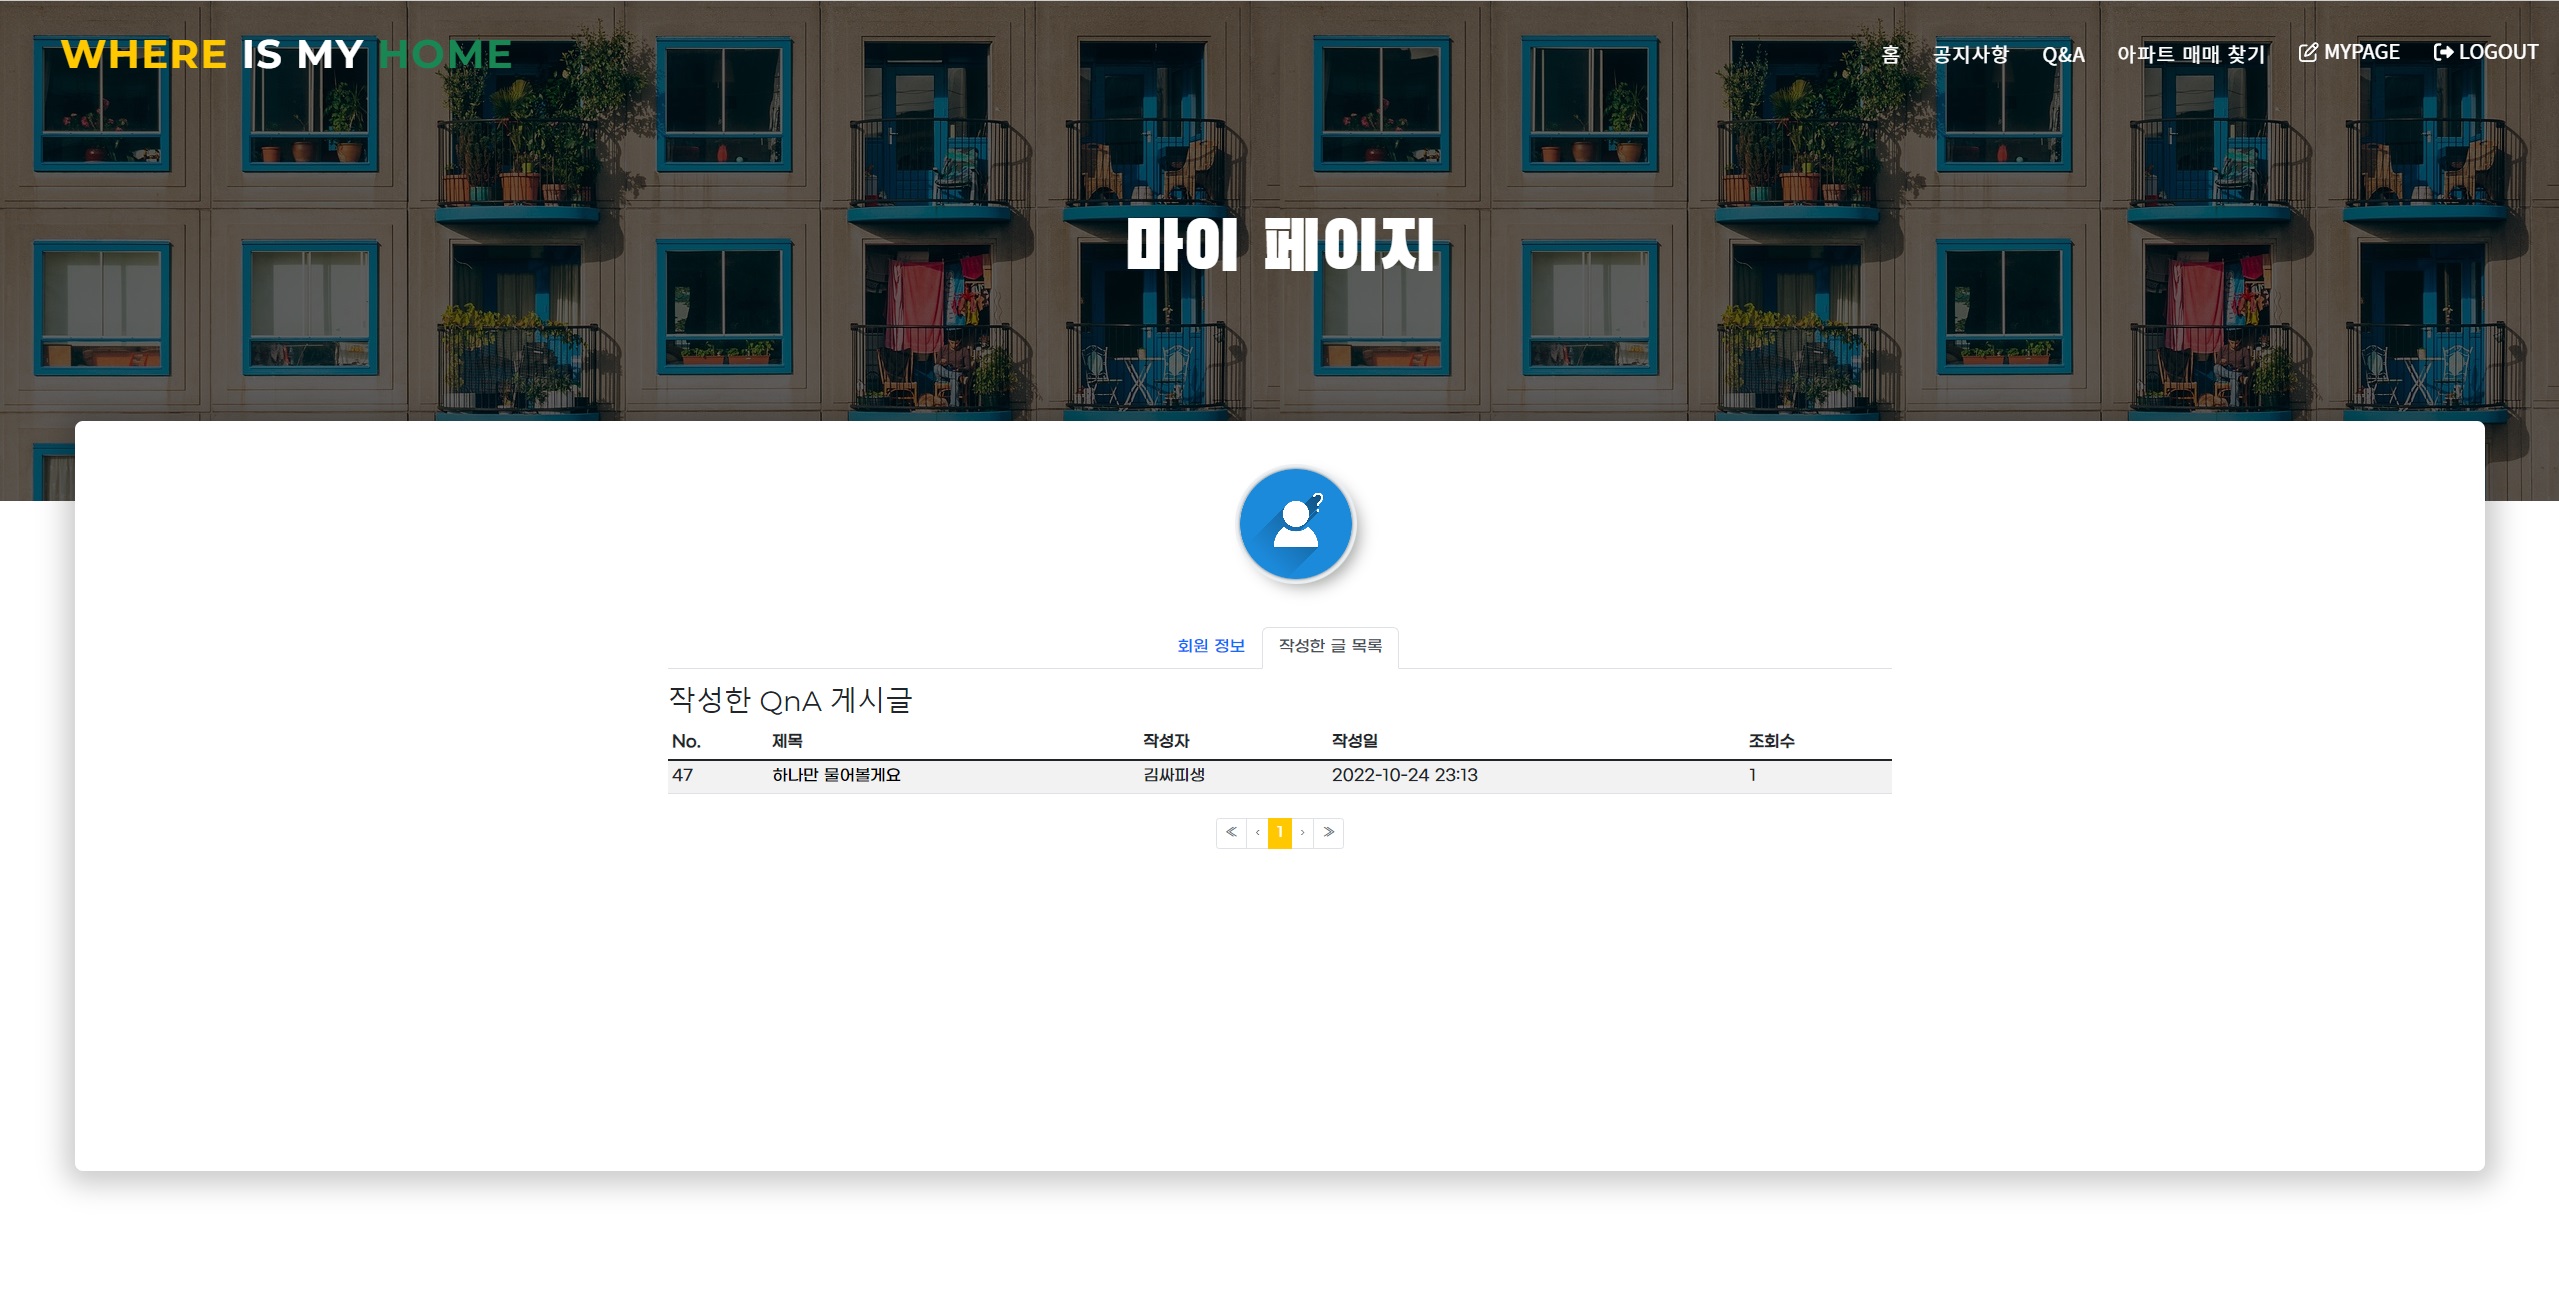 WHERE IS MY HOME
홈 공지사항 Q&A 아파트 매매 찾기 MYPAGE LOGOUT
마이 페이지
?
회원 정보 작성한 글 목록
작성한 QnA 게시글
No. 제목 작성자 작성일 조회수
47 하나만 물어볼게요 김싸피생 2022-10-24 23:13 1
« ‹ 1 › »